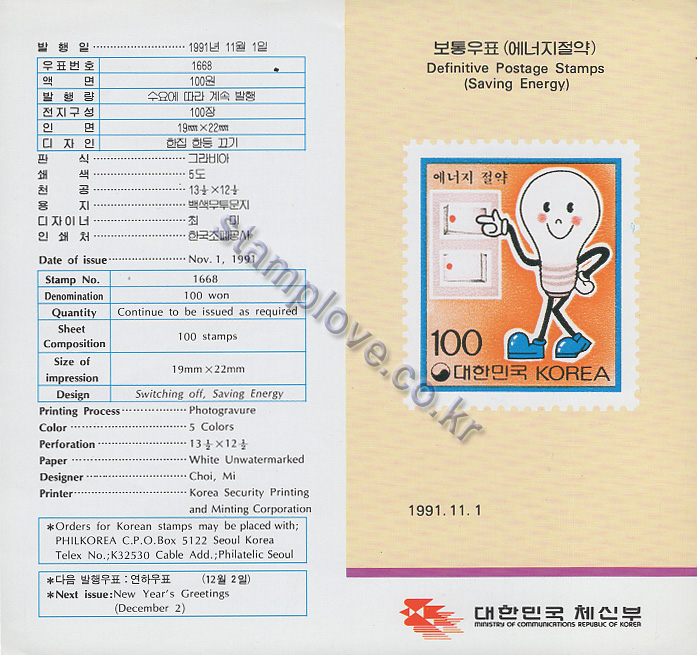 발 행 일 1991년 11월 1일
우표번호 1668
액 면 100원
발 행 량 수요에 따라 계속 발행
전지구성 100장
인 면 19mm×22mm
디 자 인 한집 한등 끄기
판 식 그라비아
쇄 색 5도
천 공 13½×12½
용 지 백색무투문지
디자이너 최 미
인 쇄 처 한국조폐공사
Date of issue Nov. 1, 1991
Stamp No. 1668
Denomination 100 won
Quantity Continue to be issued as required
Sheet Composition 100 stamps
Size of impression 19mm×22mm
Design Switching off, Saving Energy
Printing Process Photogravure
Color 5 Colors
Perforation 13½×12½
Paper White Unwatermarked
Designer Choi, Mi
Printer Korea Security Printing
and Minting Corporation
*Orders for Korean stamps may be placed with;
PHILKOREA C.P.O.Box 5122 Seoul Korea
Telex No.;K32530 Cable Add.;Philatelic Seoul
*다음 발행우표 : 연하우표 (12월 2일)
*Next issue:New Year's Greetings
(December 2)
보통우표 (에너지절약)
Definitive Postage Stamps
(Saving Energy)
에너지 절약
100
대한민국 KOREA
1991. 11. 1
대한민국 체신부
MINISTRY OF COMMUNICATIONS REPUBLIC OF KOREA
stamplove.co.kr